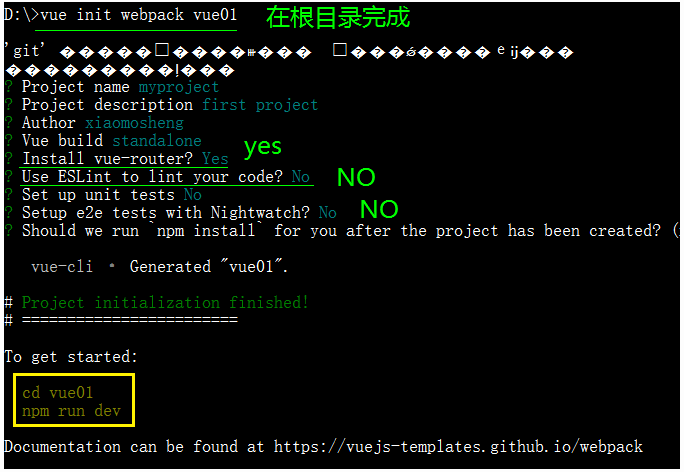 D:\>vue init webpack vue01 在根目录完成
'git'
? Project name myproject
? Project description first project
? Author xiaomosheng
? Vue build standalone
yes
? Install vue-router? Yes
? Use ESLint to lint your code? No NO
? Set up unit tests No
? Setup e2e tests with Nightwatch? No NO
? Should we run `npm install` for you after the project has been created? (
vue-cli · Generated "vue01".
# Project initialization finished!
# ========================
To get started:
cd vue01
npm run dev
Documentation can be found at https://vuejs-templates.github.io/webpack